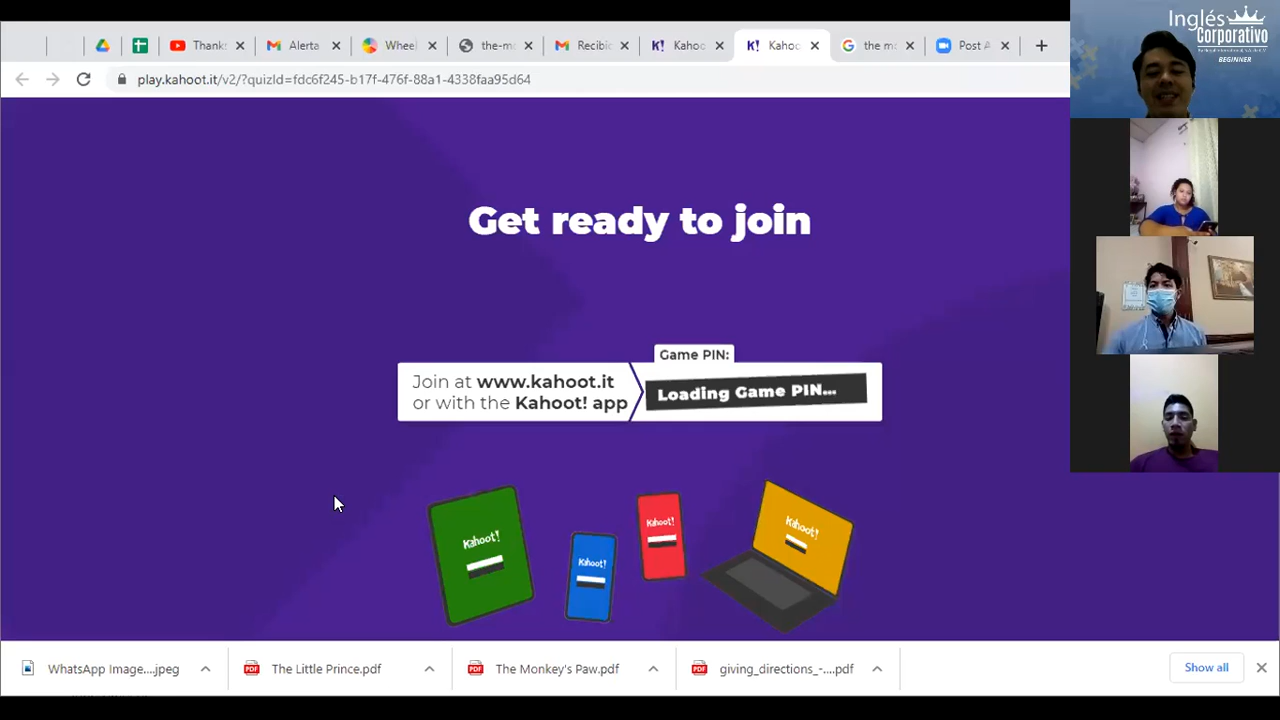 Thanks
Alerta
Wheel
the-m
Recibid
Kahoo
Kahoo
the m
Post A
play.kahoot.it/v2/?quizId=fdc6f245-b17f-476f-88a1-4338faa95d64
Inglés
Corporativo
BEGINNER
Get ready to join
Game PIN:
Join at www.kahoot.it
or with the Kahoot! app
Loading Game PIN...
Kahoot!
Kahoot!
Kahoot!
Kahoot!
WhatsApp Image....jpeg
The Little Prince.pdf
The Monkey's Paw.pdf
giving_directions_-....pdf
Show all